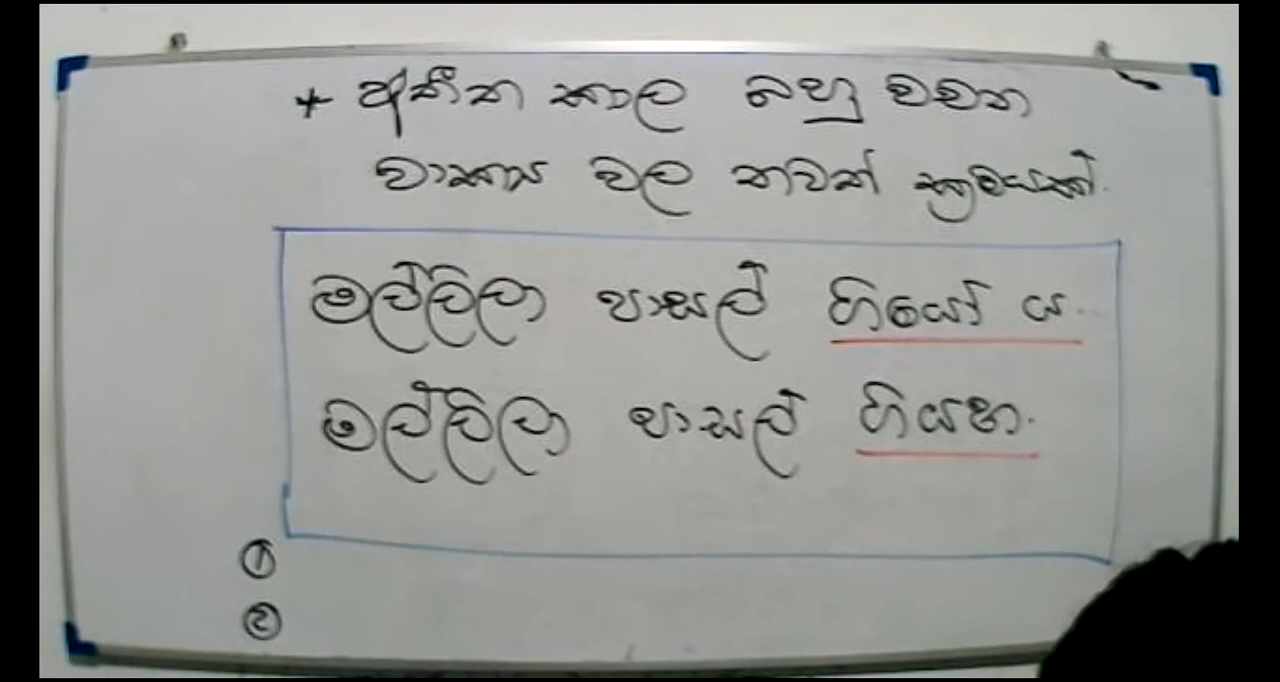 + අතීත කාල බහු වචන
වාක්‍ය වල තවත් ක්‍රමයක්.
මල්ලිලා පාසල් ගියෝ ය.
මල්ලිලා පාසල් ගියහ.
①
②